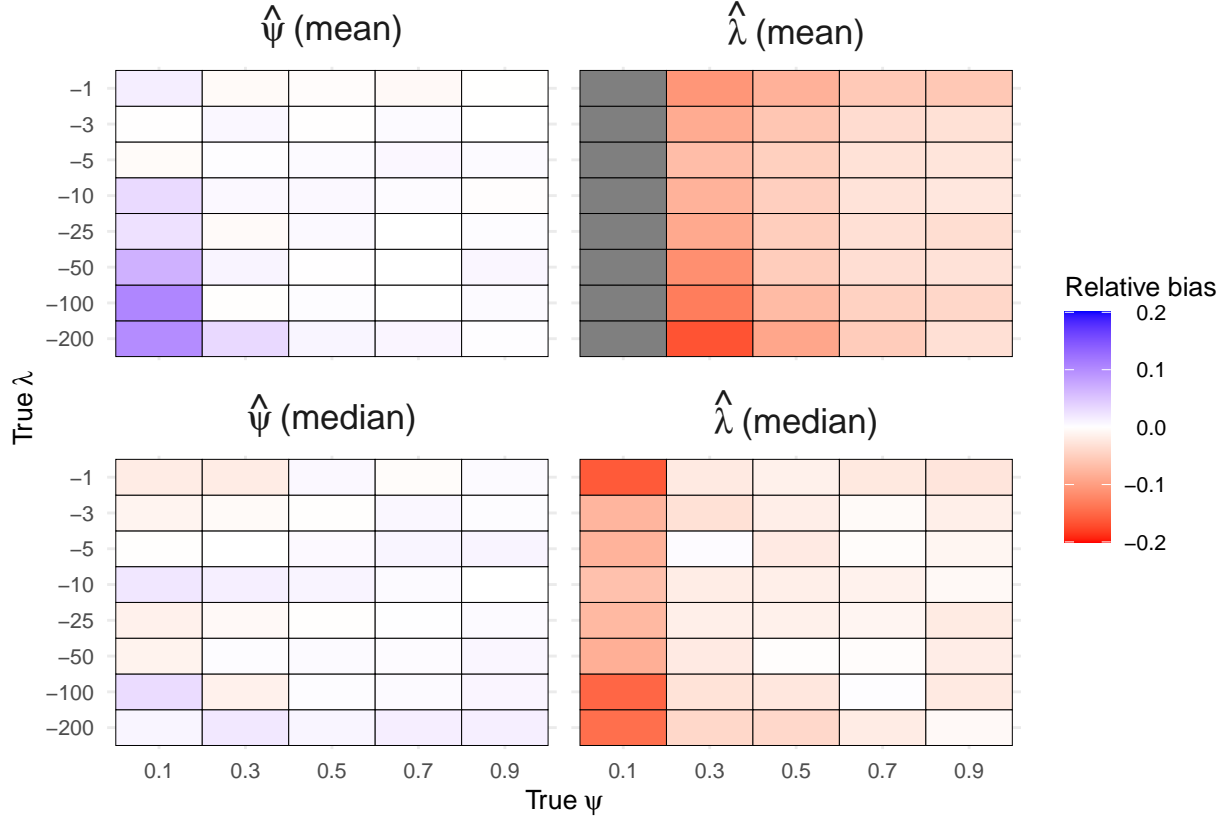 ψ̂ (mean)
λ̂ (mean)
−1
−3
−5
−10
−25
−50
−100
−200
ψ̂ (median)
λ̂ (median)
−1
−3
−5
−10
−25
−50
−100
−200
0.1 0.3 0.5 0.7 0.9
0.1 0.3 0.5 0.7 0.9
True ψ
True λ
Relative bias
0.2
0.1
0.0
−0.1
−0.2